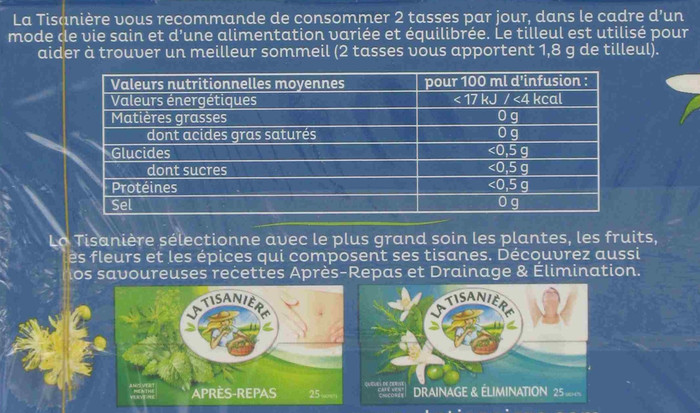 La Tisanière vous recommande de consommer 2 tasses par jour, dans le cadre d'un
mode de vie sain et d'une alimentation variée et équilibrée. Le tilleul est utilisé pour
aider à trouver un meilleur sommeil (2 tasses vous apportent 1,8 g de tilleul).
Valeurs nutritionnelles moyennes pour 100 ml d'infusion :
Valeurs énergétiques < 17 kJ / <4 kcal
Matières grasses 0 g
dont acides gras saturés 0 g
Glucides <0,5 g
dont sucres <0,5 g
Protéines <0,5 g
Sel 0 g
La Tisanière sélectionne avec le plus grand soin les plantes, les fruits,
es fleurs et les épices qui composent ses tisanes. Découvrez aussi
os savoureuses recettes Après-Repas et Drainage & Élimination.
LA TISANIÈRE
ANIS VERT
MENTHE
APRÈS-REPAS 25 SACHETS
LA TISANIÈRE
QUEUES DE CERISE
CAFÉ VERT
CHICORÉE
DRAINAGE & ÉLIMINATION 25 SACHETS